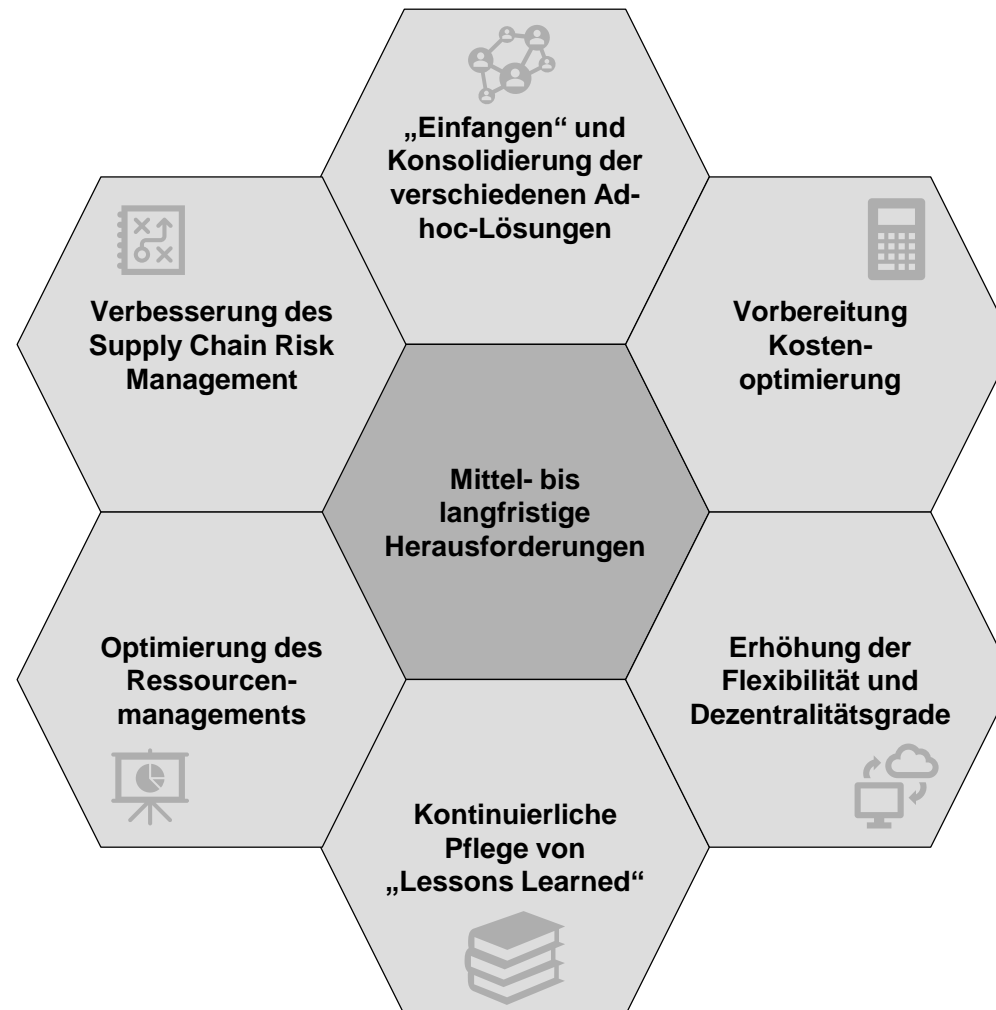 „Einfangen“ und
Konsolidierung der
verschiedenen Ad-
hoc-Lösungen
Verbesserung des
Supply Chain Risk
Management
Vorbereitung
Kosten-
optimierung
Mittel- bis
langfristige
Herausforderungen
Optimierung des
Ressourcen-
managements
Erhöhung der
Flexibilität und
Dezentralitätsgrade
Kontinuierliche
Pflege von
„Lessons Learned“